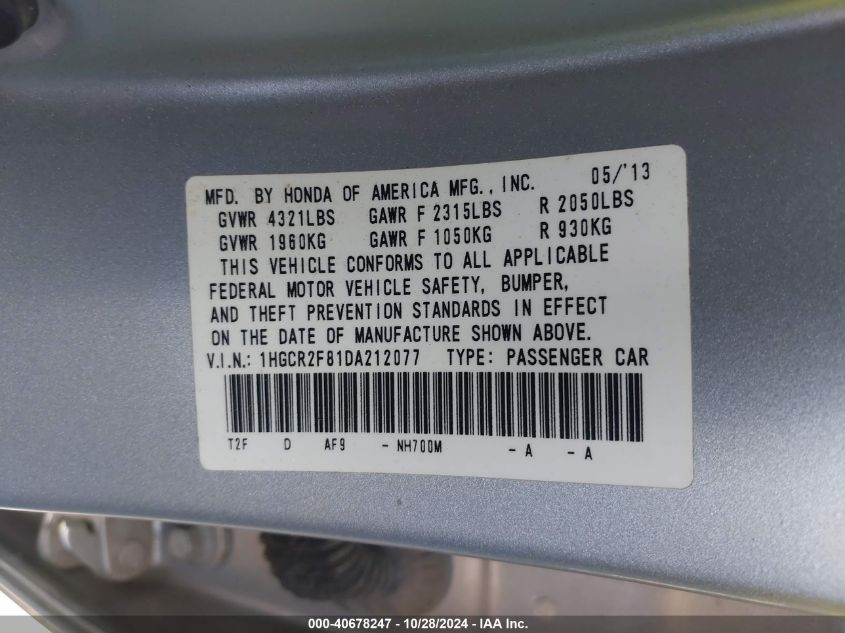 MFD. BY HONDA OF AMERICA MFG., INC. 05/'13
GVWR 4321LBS GAWR F 2315LBS R 2050LBS
GVWR 1960KG GAWR F 1050KG R 930KG
THIS VEHICLE CONFORMS TO ALL APPLICABLE
FEDERAL MOTOR VEHICLE SAFETY, BUMPER,
AND THEFT PREVENTION STANDARDS IN EFFECT
ON THE DATE OF MANUFACTURE SHOWN ABOVE.
V.I.N.: 1HGCR2F81DA212077 TYPE: PASSENGER CAR
T2F D AF9 - NH700M - A - A
000-40678247 - 10/28/2024 - IAA Inc.